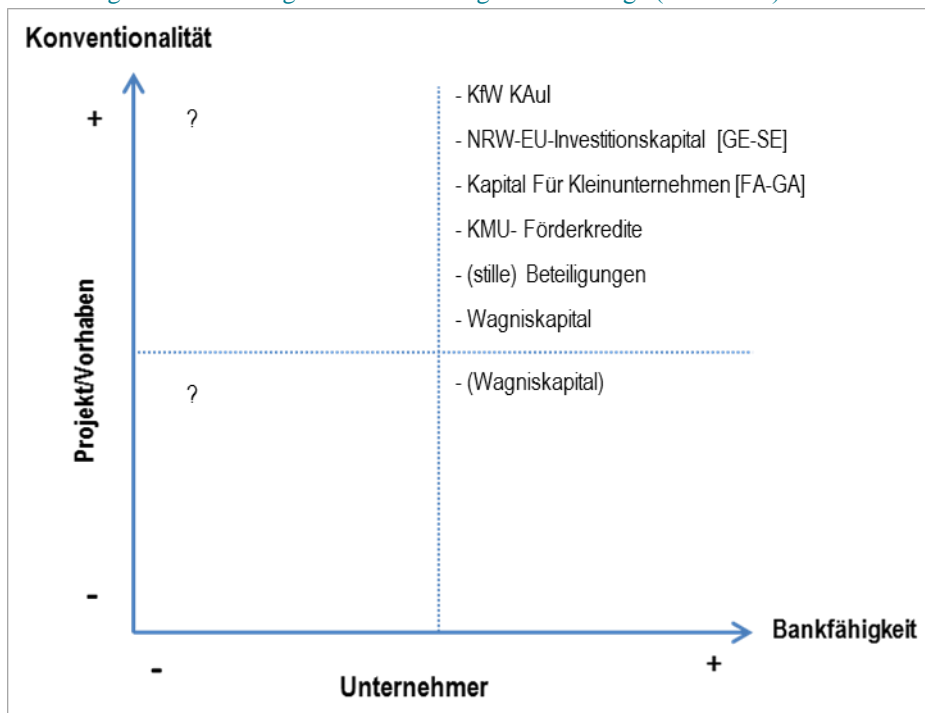 Konventionalität
+
?
- KfW KAuI
- NRW-EU-Investitionskapital [GE-SE]
- Kapital Für Kleinunternehmen [FA-GA]
- KMU- Förderkredite
- (stille) Beteiligungen
- Wagniskapital
Projekt/Vorhaben
?
- (Wagniskapital)
-
Bankfähigkeit
-
+
Unternehmer